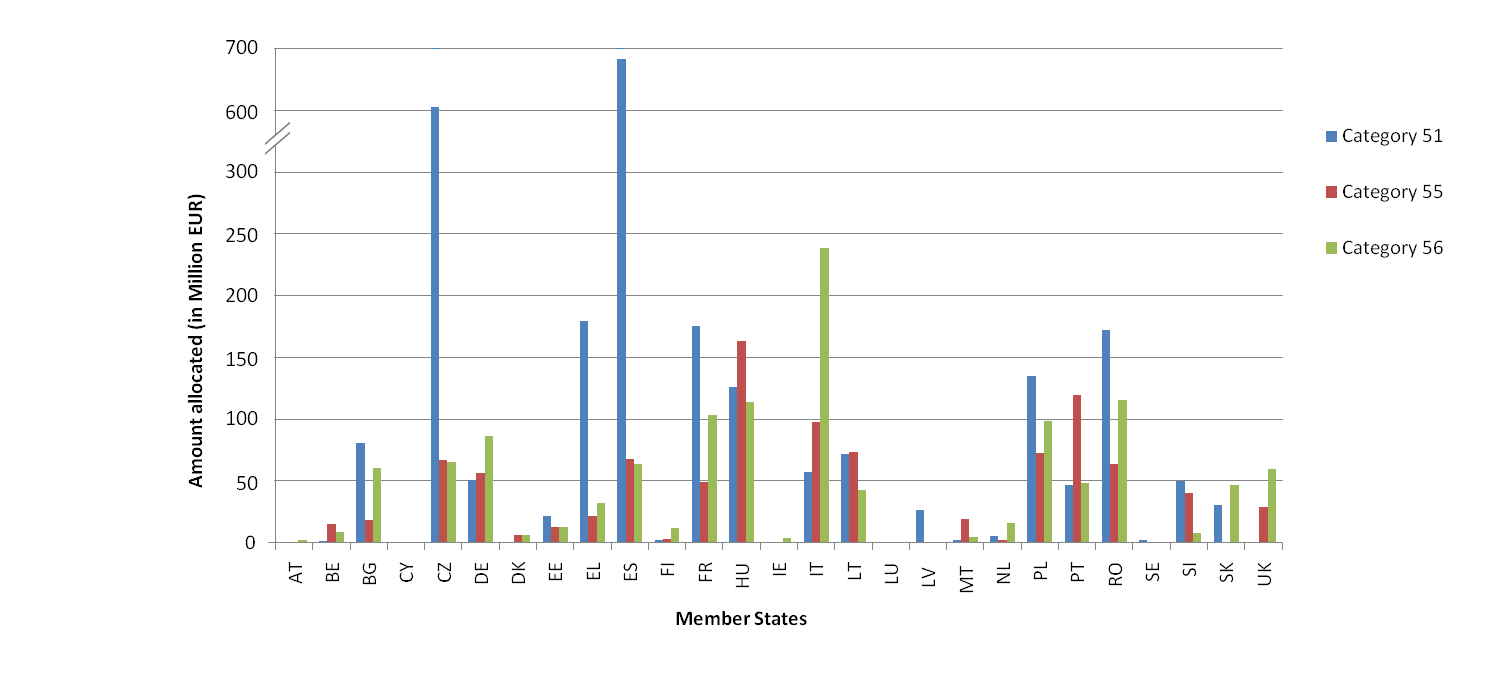 700
600
300
250
200
150
100
50
0
Amount allocated (in Million EUR)
AT BE BG CY CZ DE DK EE EL ES FI FR HU IE IT LT LU LV MT NL PL PT RO SE SI SK UK
Member States
Category 51
Category 55
Category 56